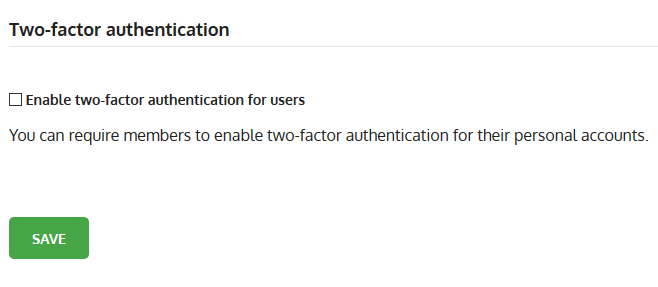 Two-factor authentication
Enable two-factor authentication for users
You can require members to enable two-factor authentication for their personal accounts.
SAVE